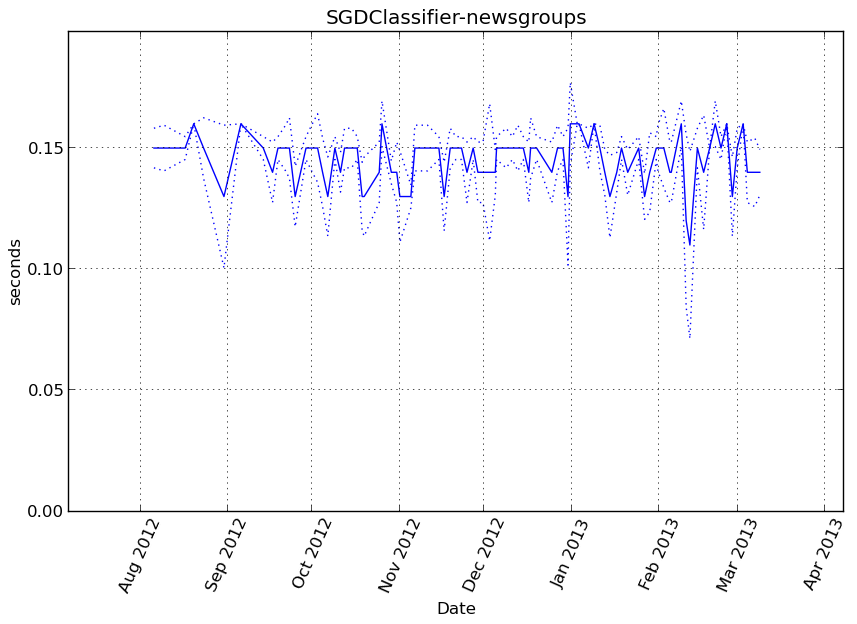 SGDClassifier-newsgroups
0.15
0.10
0.05
0.00
seconds
Aug 2012
Sep 2012
Oct 2012
Nov 2012
Dec 2012
Jan 2013
Feb 2013
Mar 2013
Apr 2013
Date